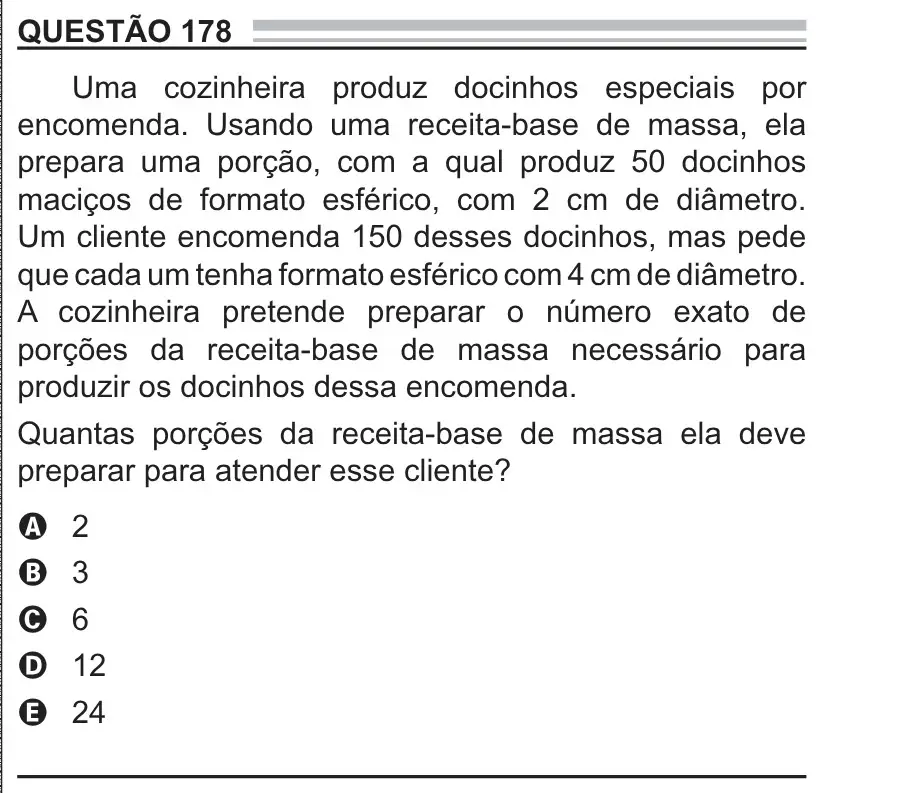 QUESTÃO 178
Uma cozinheira produz docinhos especiais por
encomenda. Usando uma receita-base de massa, ela
prepara uma porção, com a qual produz 50 docinhos
maciços de formato esférico, com 2 cm de diâmetro.
Um cliente encomenda 150 desses docinhos, mas pede
que cada um tenha formato esférico com 4 cm de diâmetro.
A cozinheira pretende preparar o número exato de
porções da receita-base de massa necessário para
produzir os docinhos dessa encomenda.
Quantas porções da receita-base de massa ela deve
preparar para atender esse cliente?
A 2
B 3
C 6
D 12
E 24